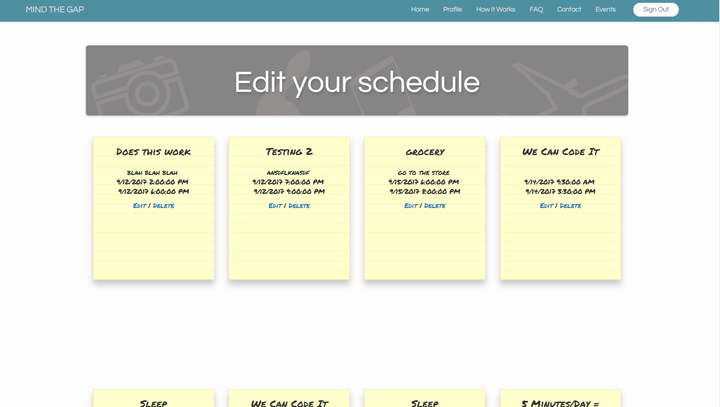 MIND THE GAP
Home Profile How It Works FAQ Contact Events Sign Out
Edit your schedule
Does this work
blah blah blah
9/12/2017 2:00:00 PM
9/12/2017 6:00:00 PM
Edit / Delete
Testing 2
ansdflknasdf
9/12/2017 7:00:00 PM
9/12/2017 9:00:00 PM
Edit / Delete
grocery
go to the store
9/15/2017 6:00:00 PM
9/15/2017 8:00:00 PM
Edit / Delete
We Can Code It
9/14/2017 9:30:00 AM
9/14/2017 3:30:00 PM
Edit / Delete
Sleep
We Can Code It
Sleep
5 Minutes/Day =